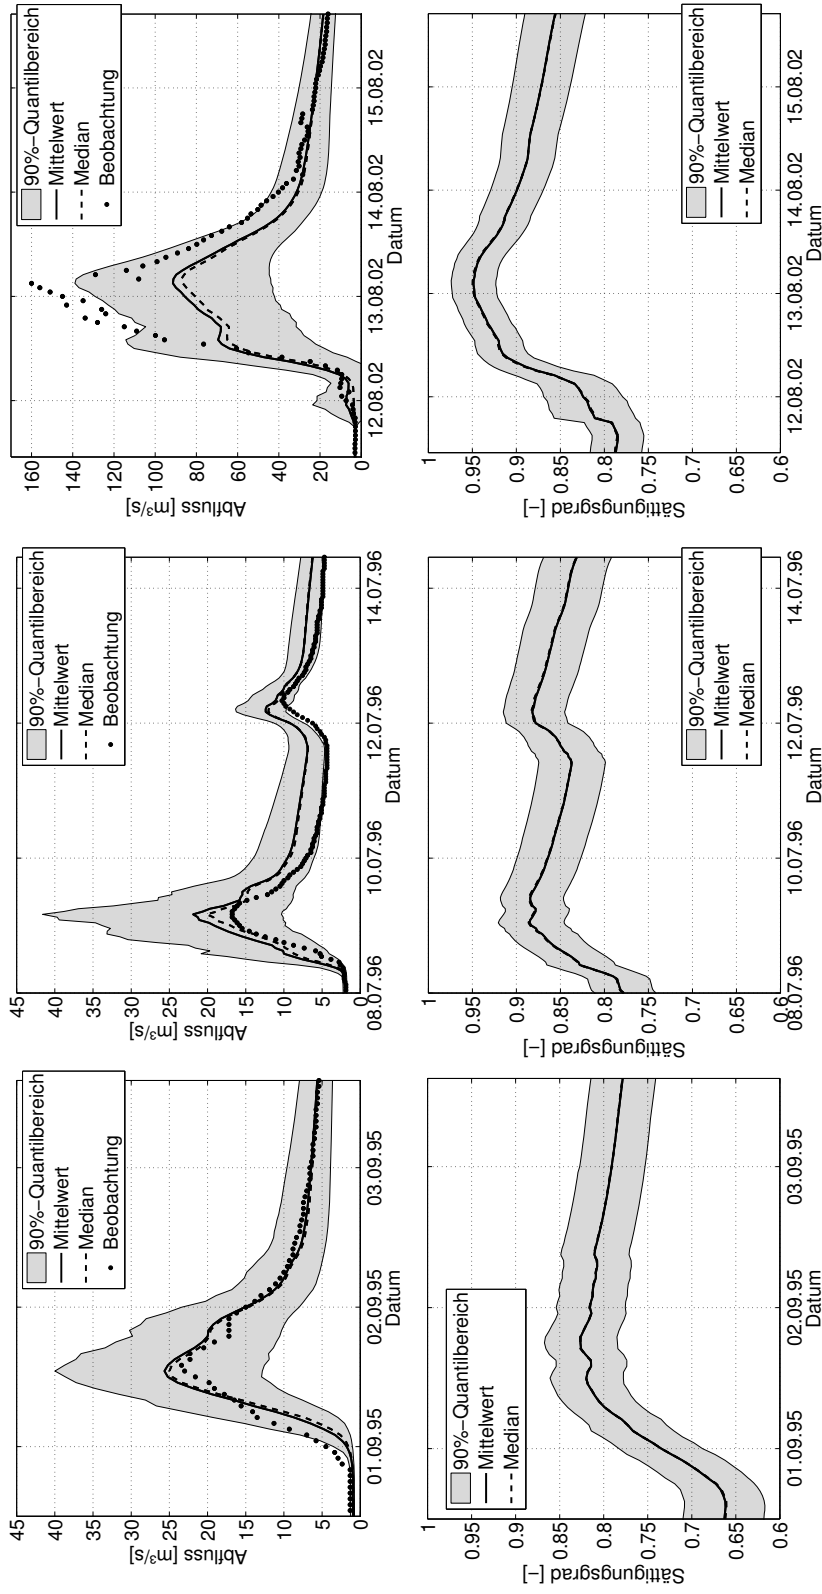 45
40
35
30
25
20
15
10
5
0
Abfluss [m³/s]
01.09.95
02.09.95
03.09.95
Datum
90%−Quantilbereich
Mittelwert
Median
Beobachtung
45
40
35
30
25
20
15
10
5
0
Abfluss [m³/s]
08.07.96
10.07.96
12.07.96
14.07.96
Datum
90%−Quantilbereich
Mittelwert
Median
Beobachtung
160
140
120
100
80
60
40
20
0
Abfluss [m³/s]
12.08.02
13.08.02
14.08.02
15.08.02
Datum
90%−Quantilbereich
Mittelwert
Median
Beobachtung
1
0.95
0.9
0.85
0.8
0.75
0.7
0.65
0.6
Sättigungsgrad [−]
01.09.95
02.09.95
03.09.95
Datum
90%−Quantilbereich
Mittelwert
Median
1
0.95
0.9
0.85
0.8
0.75
0.7
0.65
0.6
Sättigungsgrad [−]
08.07.96
10.07.96
12.07.96
14.07.96
Datum
90%−Quantilbereich
Mittelwert
Median
1
0.95
0.9
0.85
0.8
0.75
0.7
0.65
0.6
Sättigungsgrad [−]
12.08.02
13.08.02
14.08.02
15.08.02
Datum
90%−Quantilbereich
Mittelwert
Median